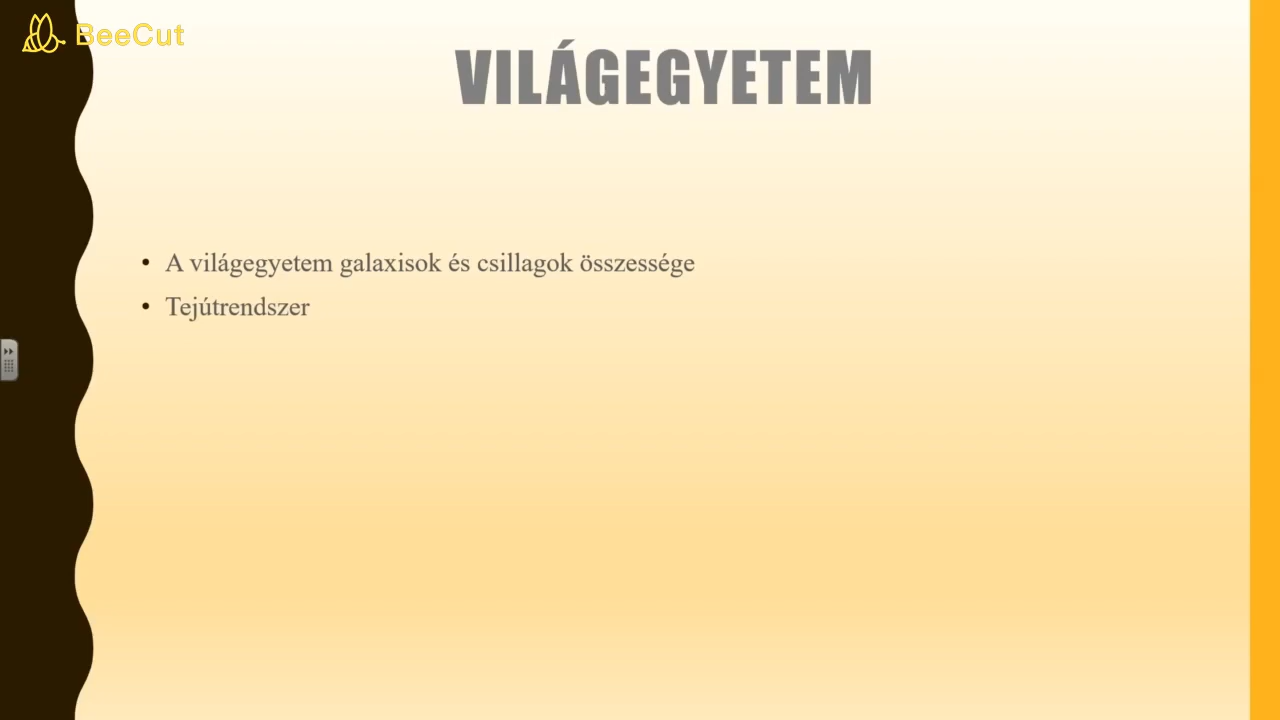 BeeCut
VILÁGEGYETEM
• A világegyetem galaxisok és csillagok összessége
• Tejútrendszer